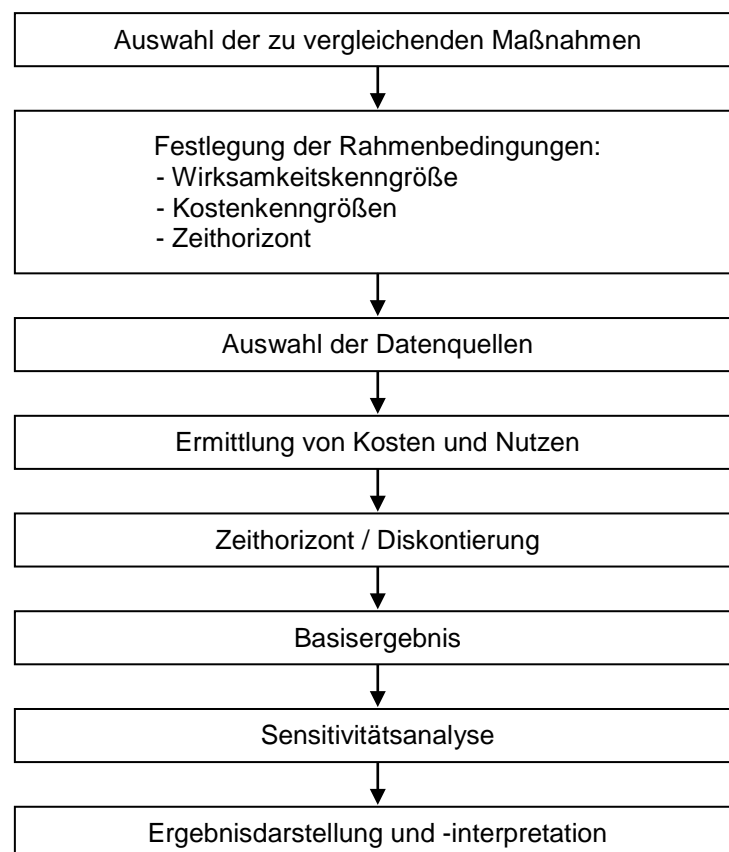 Auswahl der zu vergleichenden Maßnahmen
Festlegung der Rahmenbedingungen:
- Wirksamkeitskenngröße
- Kostenkenngrößen
- Zeithorizont
Auswahl der Datenquellen
Ermittlung von Kosten und Nutzen
Zeithorizont / Diskontierung
Basisergebnis
Sensitivitätsanalyse
Ergebnisdarstellung und -interpretation